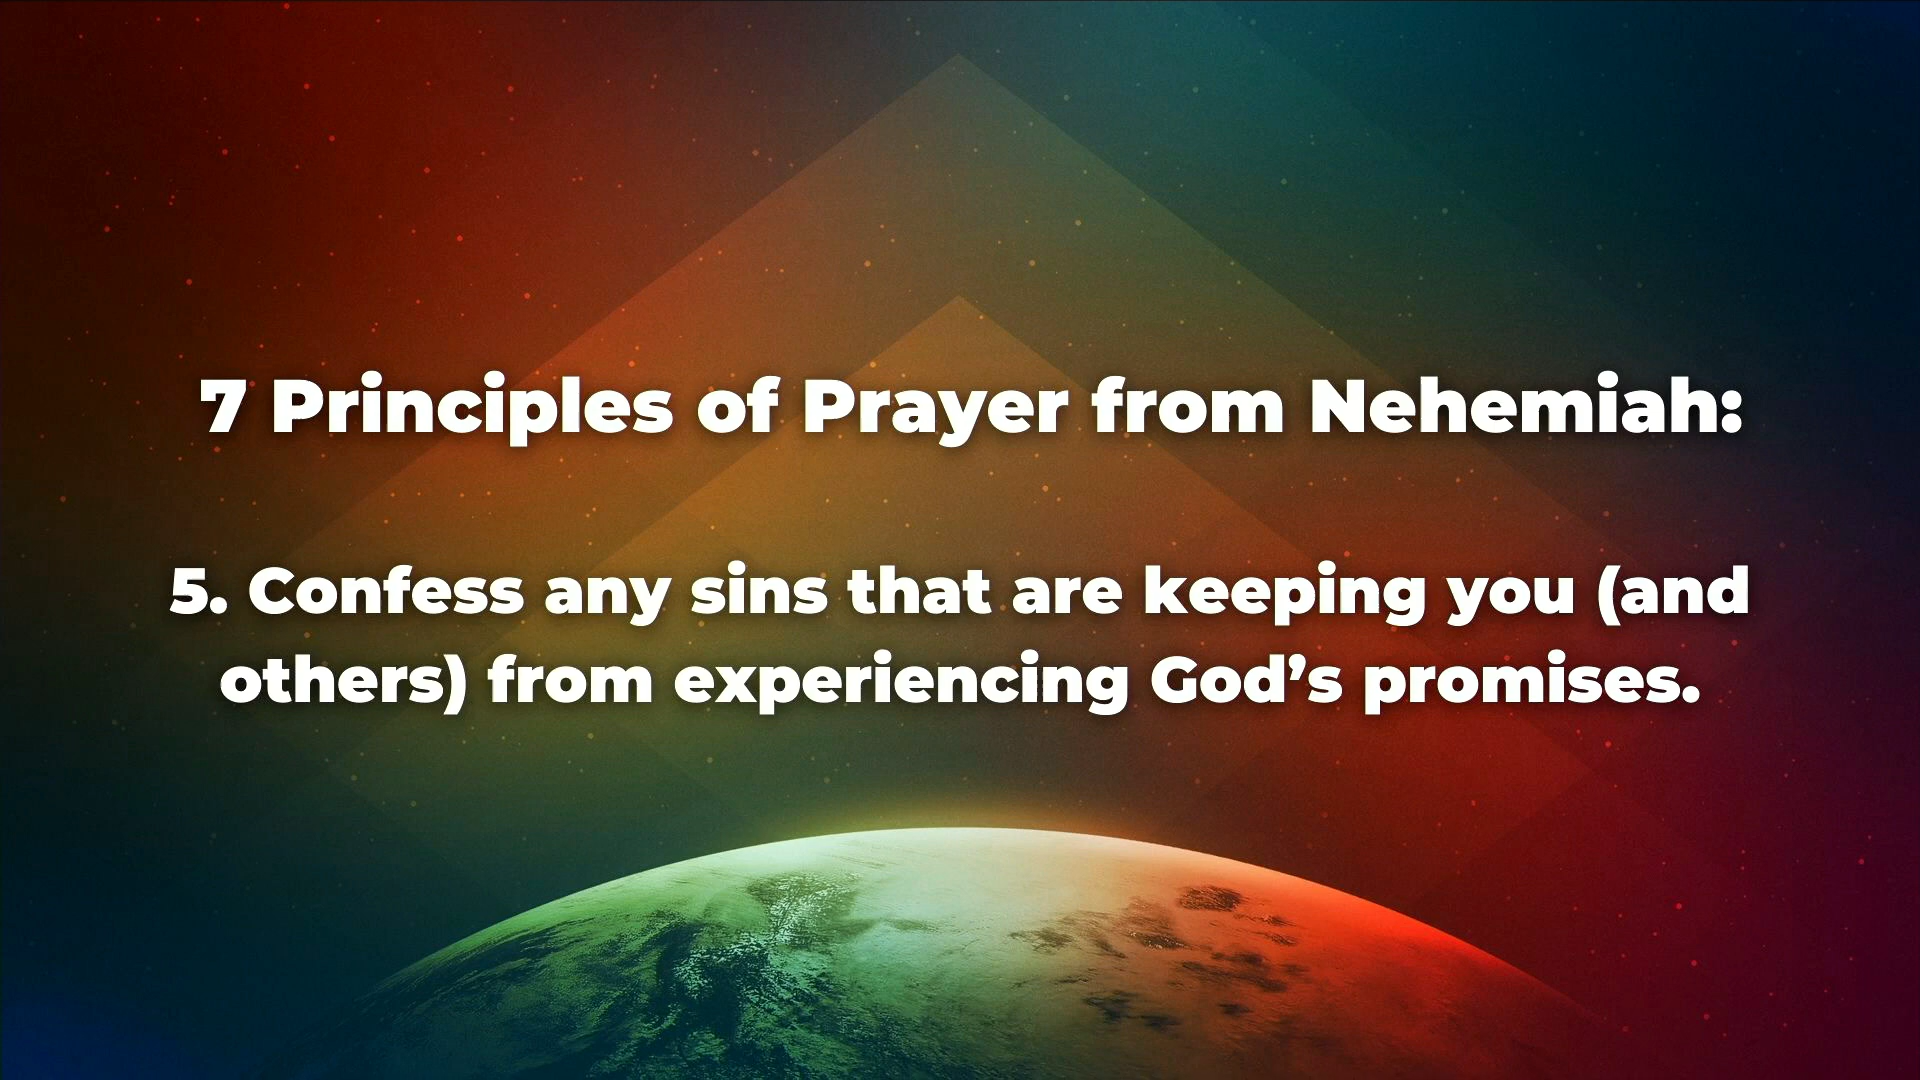 7 Principles of Prayer from Nehemiah:
5. Confess any sins that are keeping you (and
others) from experiencing God’s promises.